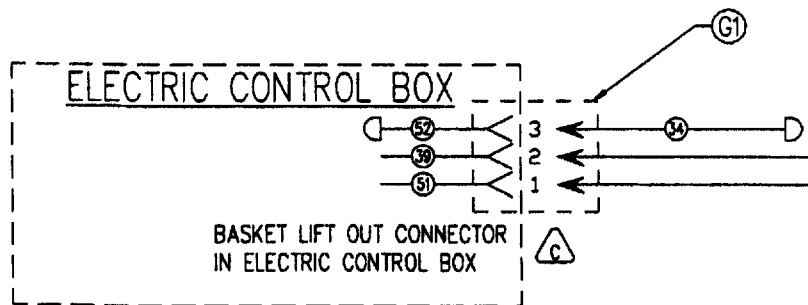 G1
ELECTRIC CONTROL BOX
52 3 34
39 2
51 1
BASKET LIFT OUT CONNECTOR
IN ELECTRIC CONTROL BOX
C